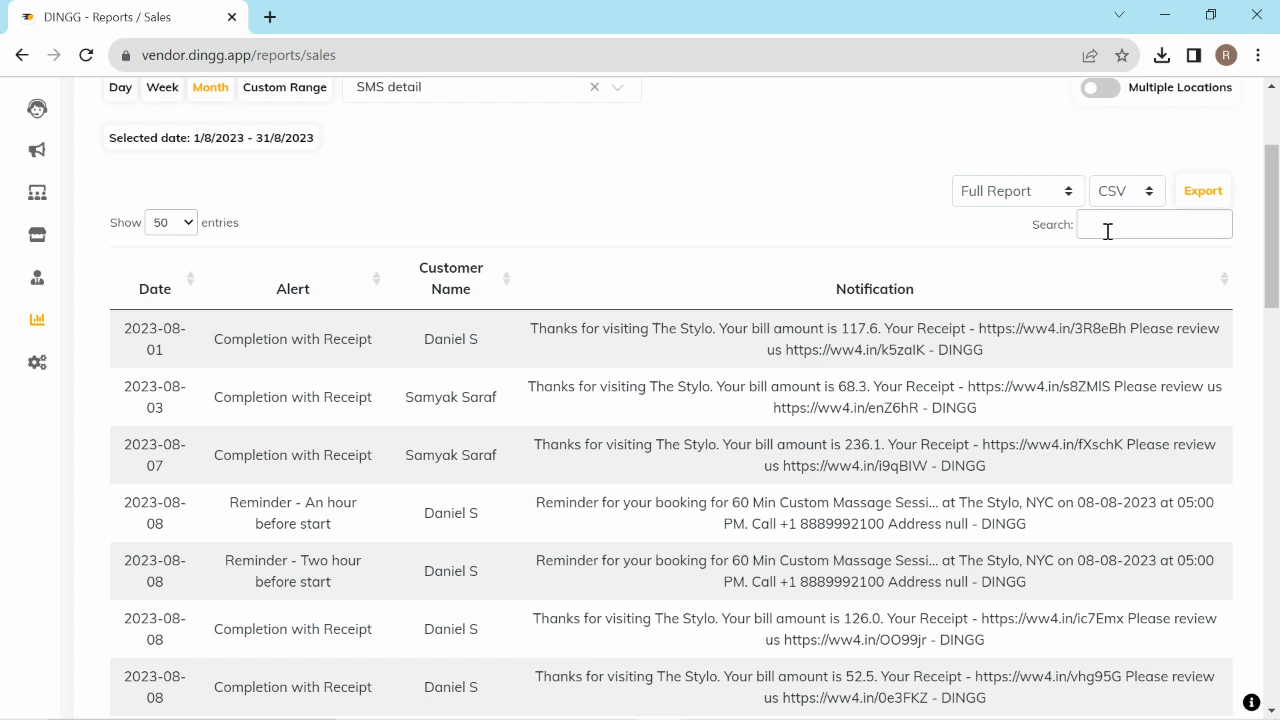 DINGG - Reports / Sales
vendor.dingg.app/reports/sales
R
Day Week Month Custom Range SMS detail Multiple Locations
Selected date: 1/8/2023 - 31/8/2023
Full Report CSV Export
Show 50 entries Search:
Customer
Date Alert Name Notification
2023-08- Thanks for visiting The Stylo. Your bill amount is 117.6. Your Receipt - https://ww4.in/3R8eBh Please review
Completion with Receipt Daniel S
01 us https://ww4.in/k5zaIK - DINGG
2023-08- Thanks for visiting The Stylo. Your bill amount is 68.3. Your Receipt - https://ww4.in/s8ZMlS Please review us
Completion with Receipt Samyak Saraf
03 https://ww4.in/enZ6hR - DINGG
2023-08- Thanks for visiting The Stylo. Your bill amount is 236.1. Your Receipt - https://ww4.in/fXschK Please review
Completion with Receipt Samyak Saraf
07 us https://ww4.in/i9qBIW - DINGG
2023-08- Reminder - An hour Reminder for your booking for 60 Min Custom Massage Sessi... at The Stylo, NYC on 08-08-2023 at 05:00
Daniel S
08 before start PM. Call +1 8889992100 Address null - DINGG
2023-08- Reminder - Two hour Reminder for your booking for 60 Min Custom Massage Sessi... at The Stylo, NYC on 08-08-2023 at 05:00
Daniel S
08 before start PM. Call +1 8889992100 Address null - DINGG
2023-08- Thanks for visiting The Stylo. Your bill amount is 126.0. Your Receipt - https://ww4.in/ic7Emx Please review
Completion with Receipt Daniel S
08 us https://ww4.in/OO99jr - DINGG
2023-08- Thanks for visiting The Stylo. Your bill amount is 52.5. Your Receipt - https://ww4.in/vhg95G Please review
Completion with Receipt Daniel S
08 us https://ww4.in/0e3FKZ - DINGG